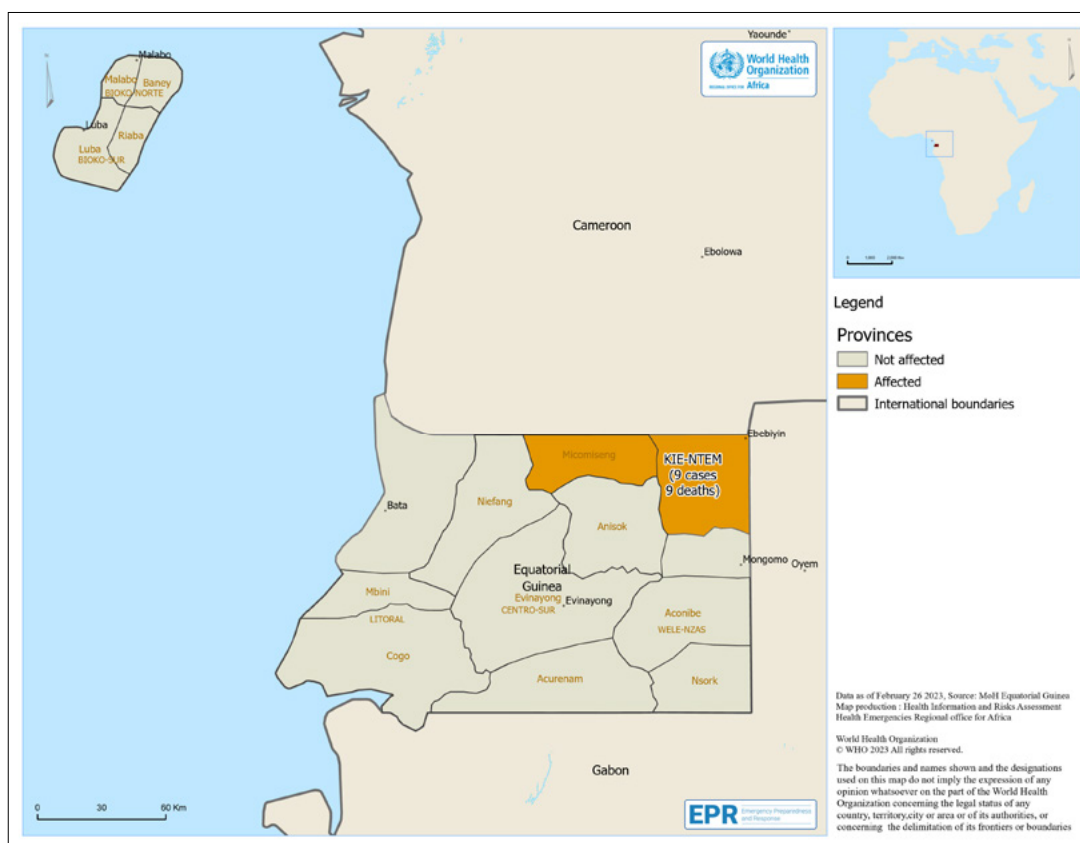 Yaounde
World Health
Organization
REGIONAL OFFICE FOR Africa
Malabo
Malabo
Baney
BIOKO-NORTE
Luba
Riaba
Luba
BIOKO-SUR
Cameroon
Ebolowa
Ebebiyin
Micomiseng
KIE-NTEM
(9 cases
9 deaths)
Niefang
Bata
Anisok
Mongomo
Oyem
Equatorial
Guinea
Mbini
Evinayong
Evinayong
CENTRO-SUR
Aconibe
LITORAL
WELE-NZAS
Cogo
Acurenam
Nsork
Gabon
0 30 60 Km
EPR Emergency Preparedness
and Response
Legend
Provinces
Not affected
Affected
International boundaries
Data as of February 26 2023, Source: MoH Equatorial Guinea
Map production : Health Information and Risks Assessment
Health Emergencies Regional office for Africa
World Health Organization
© WHO 2023 All rights reserved.
The boundaries and names shown and the designations
used on this map do not imply the expression of any
opinion whatsoever on the part of the World Health
Organization concerning the legal status of any
country, territory,city or area or of its authorities, or
concerning the delimitation of its frontiers or boundaries